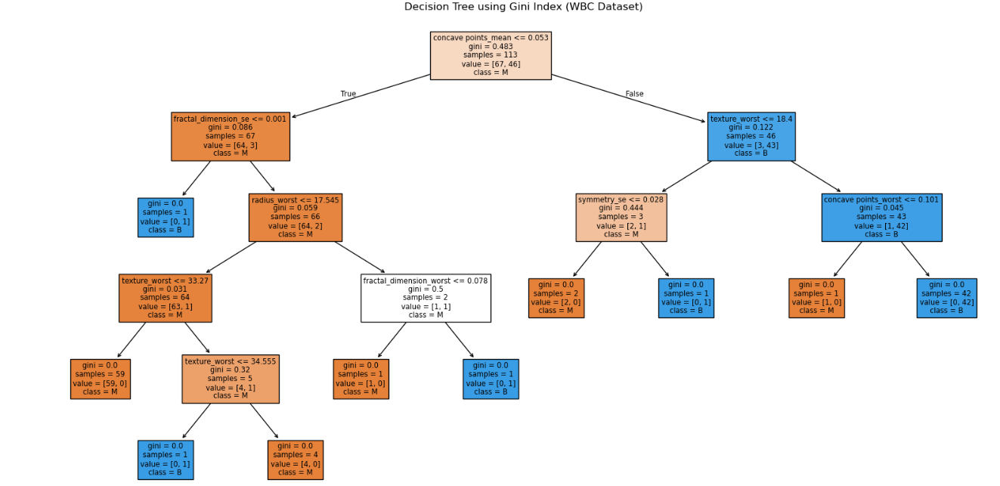 Decision Tree using Gini Index (WBC Dataset)
concave points_mean <= 0.053
gini = 0.483
samples = 113
value = [67, 46]
class = M
True
False
fractal_dimension_se <= 0.001
gini = 0.086
samples = 67
value = [64, 3]
class = M
texture_worst <= 18.4
gini = 0.122
samples = 46
value = [3, 43]
class = B
gini = 0.0
samples = 1
value = [0, 1]
class = B
radius_worst <= 17.545
gini = 0.059
samples = 66
value = [64, 2]
class = M
symmetry_se <= 0.028
gini = 0.444
samples = 3
value = [2, 1]
class = M
concave points_worst <= 0.101
gini = 0.045
samples = 43
value = [1, 42]
class = B
texture_worst <= 33.27
gini = 0.031
samples = 64
value = [63, 1]
class = M
fractal_dimension_worst <= 0.078
gini = 0.5
samples = 2
value = [1, 1]
class = M
gini = 0.0
samples = 2
value = [2, 0]
class = M
gini = 0.0
samples = 1
value = [0, 1]
class = B
gini = 0.0
samples = 1
value = [1, 0]
class = M
gini = 0.0
samples = 42
value = [0, 42]
class = B
gini = 0.0
samples = 59
value = [59, 0]
class = M
texture_worst <= 34.555
gini = 0.32
samples = 5
value = [4, 1]
class = M
gini = 0.0
samples = 1
value = [1, 0]
class = M
gini = 0.0
samples = 1
value = [0, 1]
class = B
gini = 0.0
samples = 1
value = [0, 1]
class = B
gini = 0.0
samples = 4
value = [4, 0]
class = M